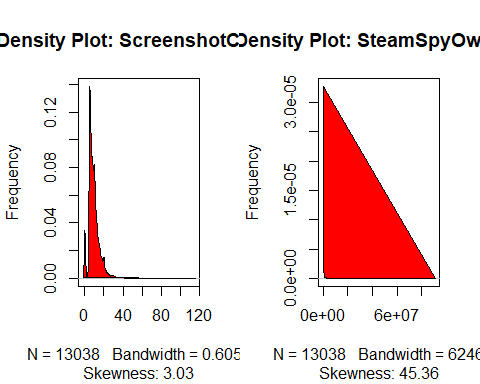 Density Plot: ScreenshotC
Frequency
0.00 0.04 0.08 0.12
0 40 80 120
N = 13038 Bandwidth = 0.605
Skewness: 3.03
Density Plot: SteamSpyOw
Frequency
0.0e+00 1.5e-05 3.0e-05
0e+00 6e+07
N = 13038 Bandwidth = 6246
Skewness: 45.36